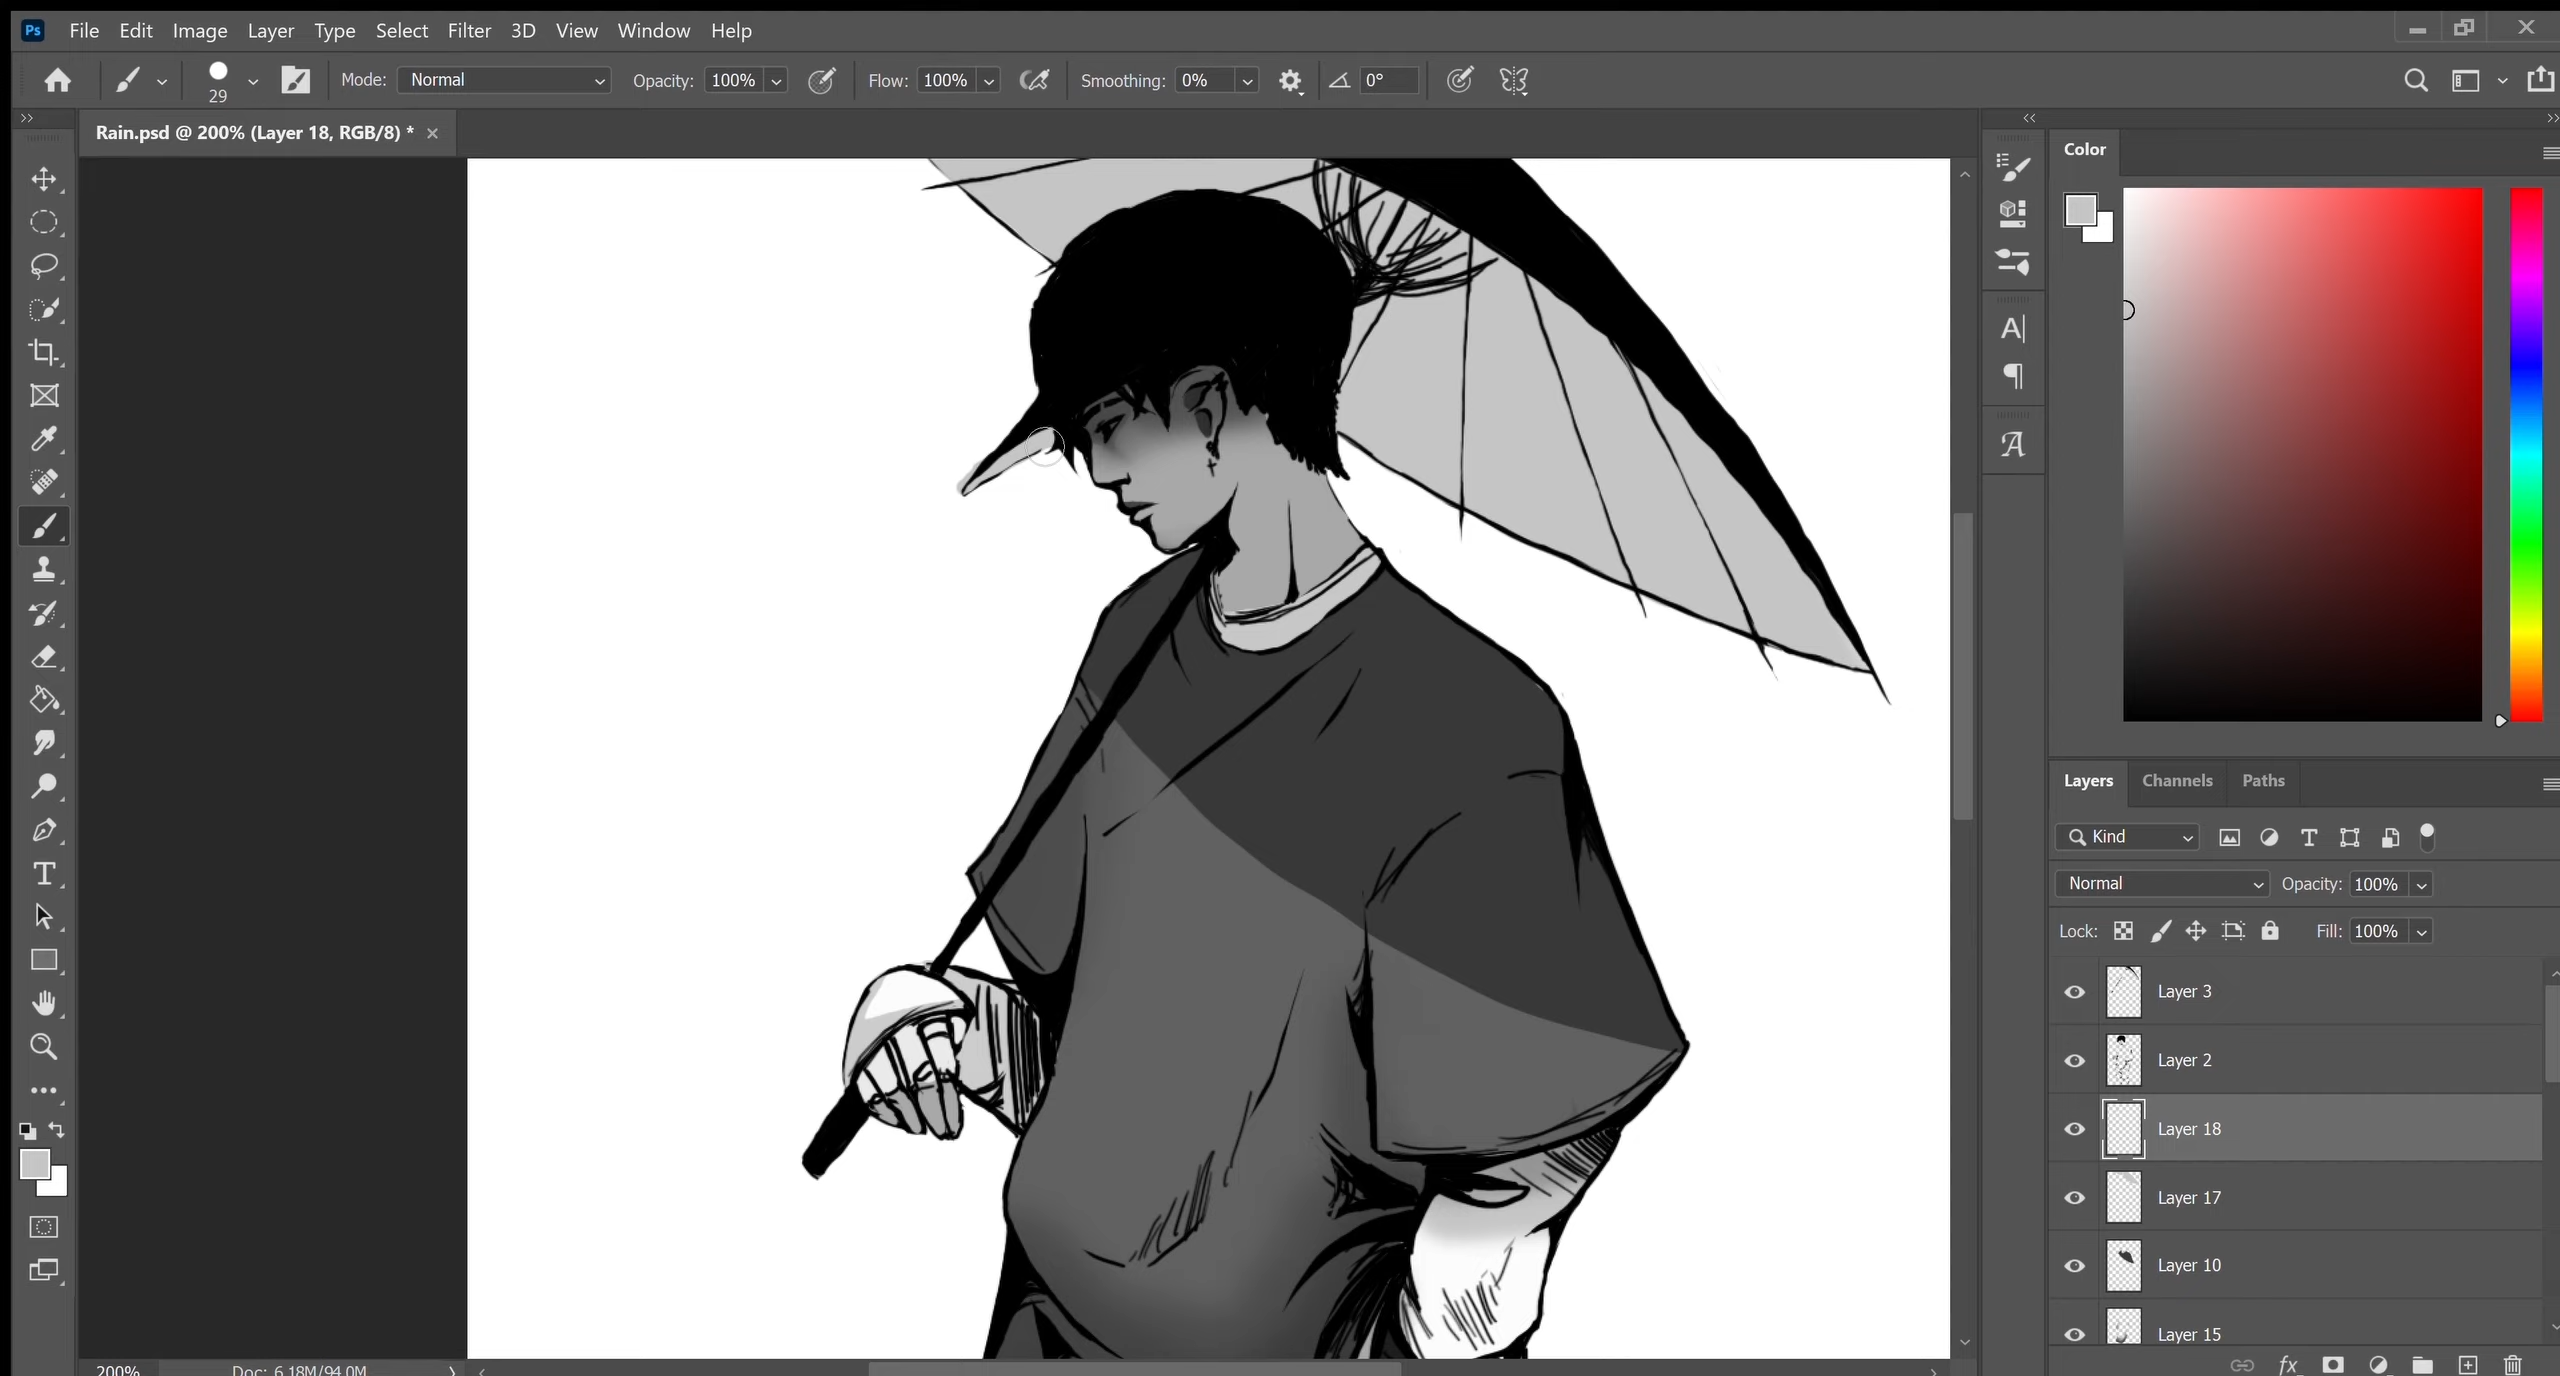 Ps File Edit Image Layer Type Select Filter 3D View Window Help
29 Mode: Normal Opacity: 100% Flow: 100% Smoothing: 0% 0°
Rain.psd @ 200% (Layer 18, RGB/8) *
Color
Layers Channels Paths
Kind
Normal Opacity: 100%
Lock: Fill: 100%
Layer 3
Layer 2
Layer 18
Layer 17
Layer 10
Layer 15
200% Doc: 6.18M/94.0M
fx